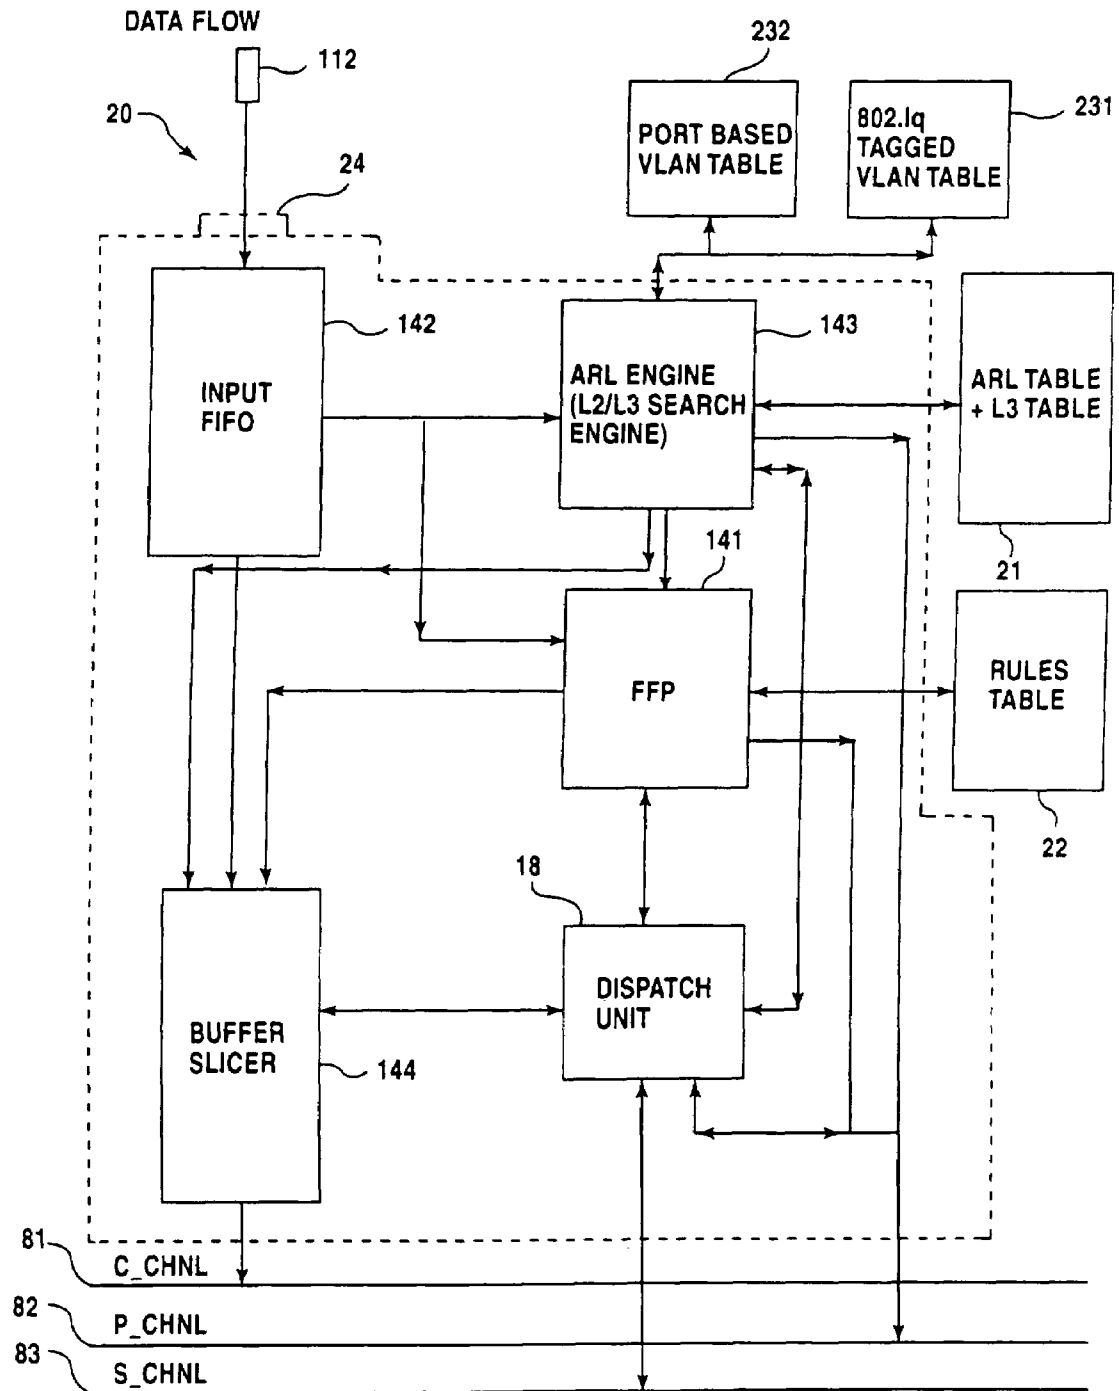 DATA FLOW
112
20
24
232
PORT BASED
VLAN TABLE
231
802.lq
TAGGED
VLAN TABLE
142
INPUT
FIFO
143
ARL ENGINE
(L2/L3 SEARCH
ENGINE)
ARL TABLE
+ L3 TABLE
21
141
FFP
RULES
TABLE
22
18
DISPATCH
UNIT
BUFFER
SLICER
144
81
C_CHNL
82
P_CHNL
83
S_CHNL